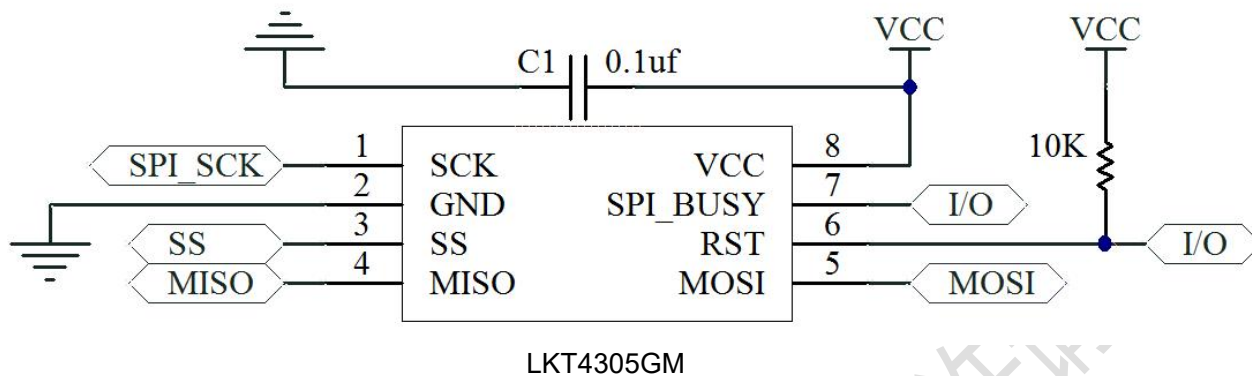 VCC VCC
C1 0.1uf
10K
SPI_SCK 1 SCK VCC 8
2 GND SPI_BUSY 7 I/O
SS 3 SS RST 6 I/O
MISO 4 MISO MOSI 5 MOSI
LKT4305GM